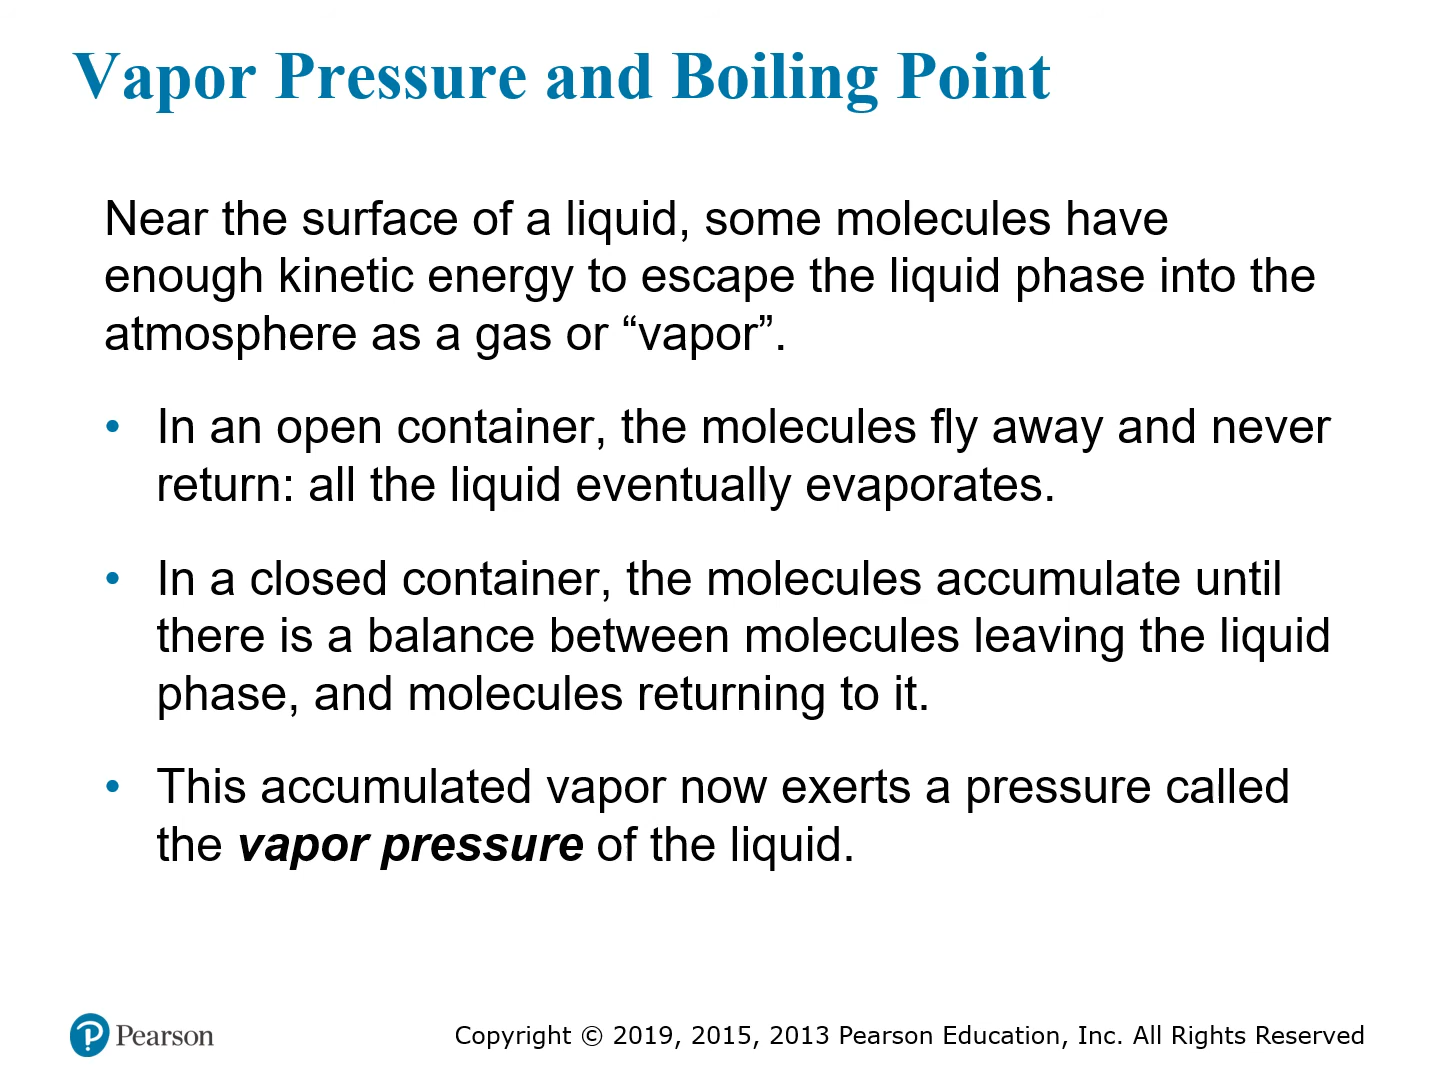 Vapor Pressure and Boiling Point
Near the surface of a liquid, some molecules have
enough kinetic energy to escape the liquid phase into the
atmosphere as a gas or “vapor”.
• In an open container, the molecules fly away and never
return: all the liquid eventually evaporates.
• In a closed container, the molecules accumulate until
there is a balance between molecules leaving the liquid
phase, and molecules returning to it.
• This accumulated vapor now exerts a pressure called
the vapor pressure of the liquid.
P Pearson
Copyright © 2019, 2015, 2013 Pearson Education, Inc. All Rights Reserved